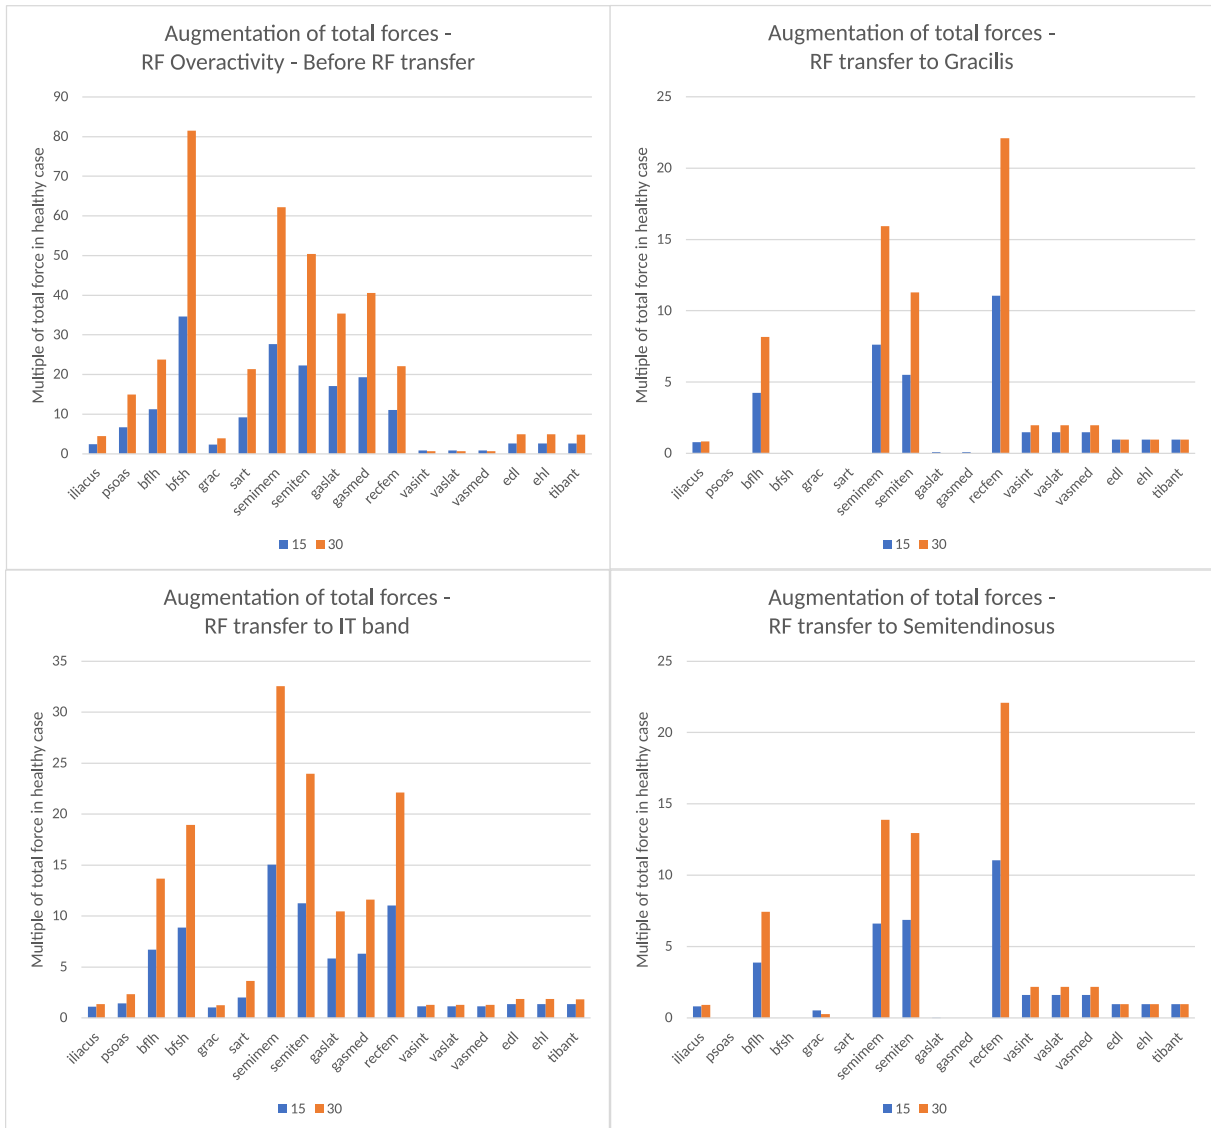 Augmentation of total forces -
RF Overactivity - Before RF transfer
Multiple of total force in healthy case
90
80
70
60
50
40
30
20
10
0
iliacus
psoas
bflh
bfsh
grac
sart
semimem
semiten
gaslat
gasmed
recfem
vasint
vaslat
vasmed
edl
ehl
tibant
15 30
Augmentation of total forces -
RF transfer to Gracilis
Multiple of total force in healthy case
25
20
15
10
5
0
iliacus
psoas
bflh
bfsh
grac
sart
semimem
semiten
gaslat
gasmed
recfem
vasint
vaslat
vasmed
edl
ehl
tibant
15 30
Augmentation of total forces -
RF transfer to IT band
Multiple of total force in healthy case
35
30
25
20
15
10
5
0
iliacus
psoas
bflh
bfsh
grac
sart
semimem
semiten
gaslat
gasmed
recfem
vasint
vaslat
vasmed
edl
ehl
tibant
15 30
Augmentation of total forces -
RF transfer to Semitendinosus
Multiple of total force in healthy case
25
20
15
10
5
0
iliacus
psoas
bflh
bfsh
grac
sart
semimem
semiten
gaslat
gasmed
recfem
vasint
vaslat
vasmed
edl
ehl
tibant
15 30